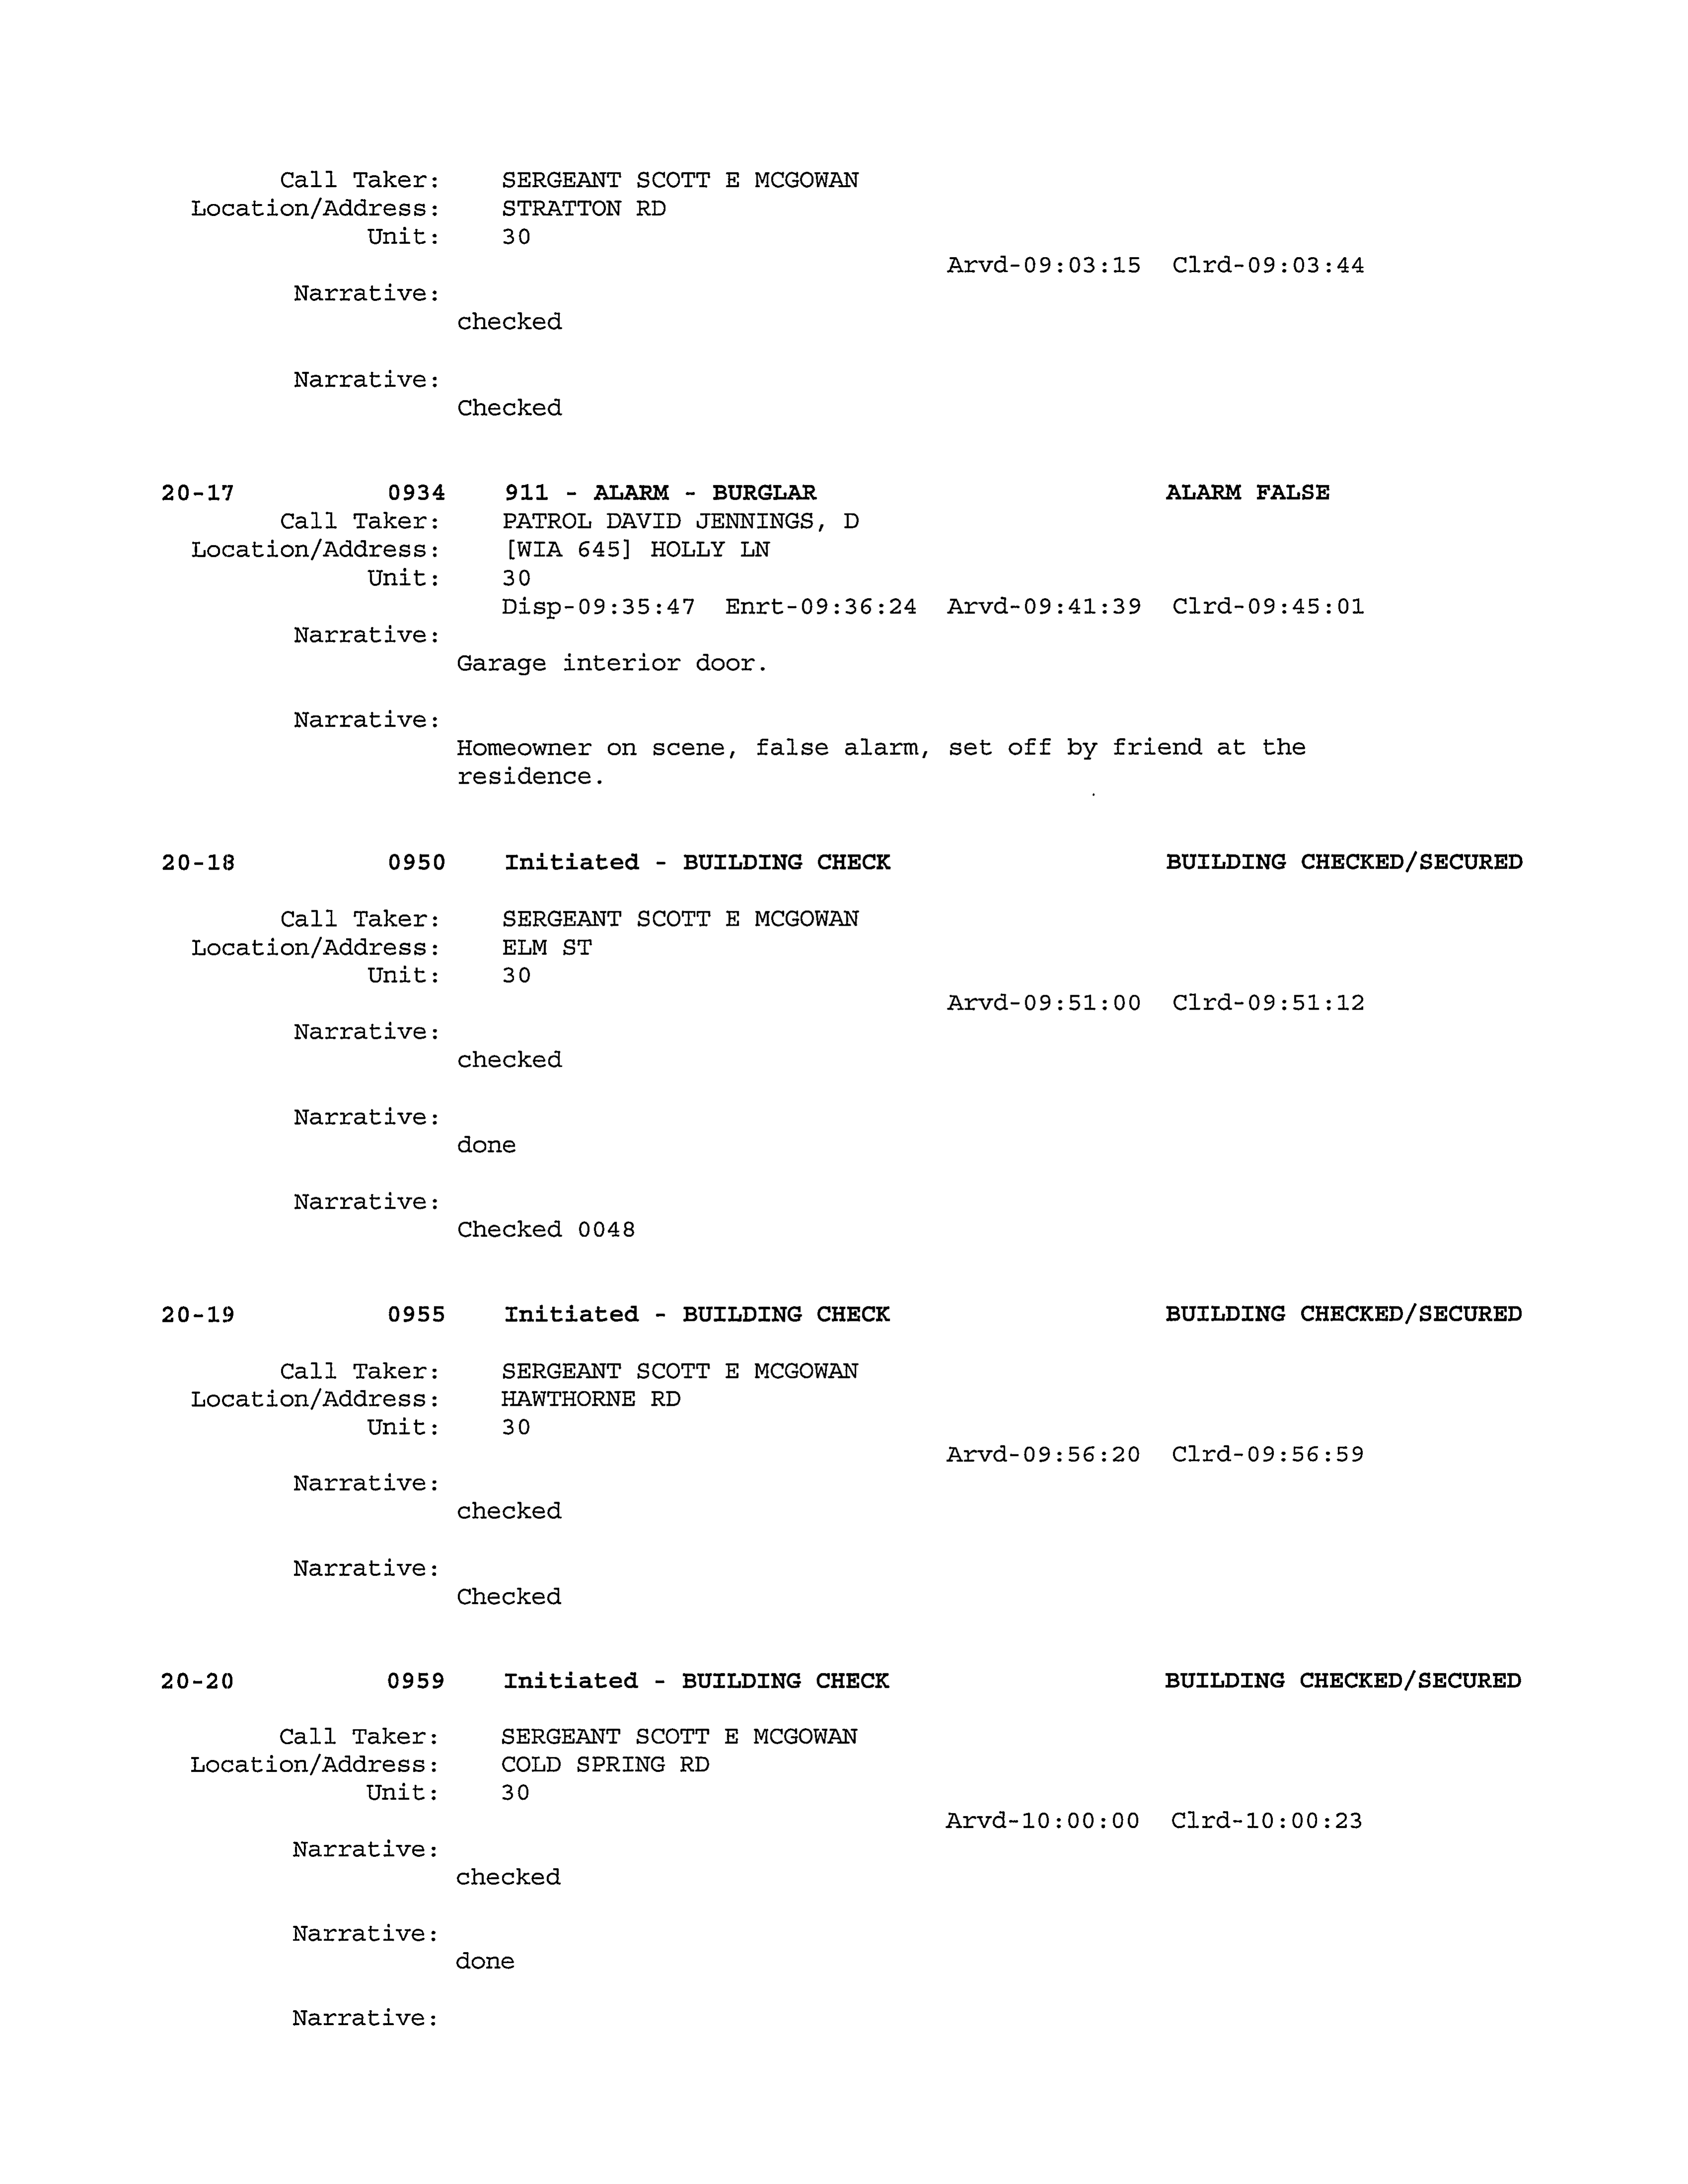 Call Taker: SERGEANT SCOTT E MCGOWAN
Location/Address: STRATTON RD
Unit: 30
Arvd-09:03:15 Clrd-09:03:44
Narrative:
checked
Narrative:
Checked
20-17 0934 911 - ALARM - BURGLAR ALARM FALSE
Call Taker: PATROL DAVID JENNINGS, D
Location/Address: [WIA 645] HOLLY LN
Unit: 30
Disp-09:35:47 Enrt-09:36:24 Arvd-09:41:39 Clrd-09:45:01
Narrative:
Garage interior door.
Narrative:
Homeowner on scene, false alarm, set off by friend at the
residence.
20-18 0950 Initiated - BUILDING CHECK BUILDING CHECKED/SECURED
Call Taker: SERGEANT SCOTT E MCGOWAN
Location/Address: ELM ST
Unit: 30
Arvd-09:51:00 Clrd-09:51:12
Narrative:
checked
Narrative:
done
Narrative:
Checked 0048
20-19 0955 Initiated - BUILDING CHECK BUILDING CHECKED/SECURED
Call Taker: SERGEANT SCOTT E MCGOWAN
Location/Address: HAWTHORNE RD
Unit: 30
Arvd-09:56:20 Clrd-09:56:59
Narrative:
checked
Narrative:
Checked
20-20 0959 Initiated - BUILDING CHECK BUILDING CHECKED/SECURED
Call Taker: SERGEANT SCOTT E MCGOWAN
Location/Address: COLD SPRING RD
Unit: 30
Arvd-10:00:00 Clrd-10:00:23
Narrative:
checked
Narrative:
done
Narrative: